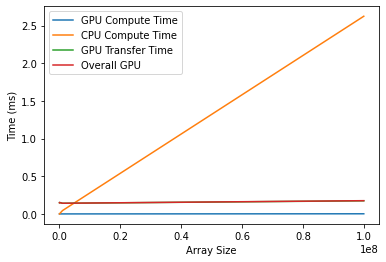 GPU Compute Time
CPU Compute Time
GPU Transfer Time
Overall GPU
2.5
2.0
1.5
1.0
0.5
0.0
Time (ms)
0.0 0.2 0.4 0.6 0.8 1.0
1e8
Array Size